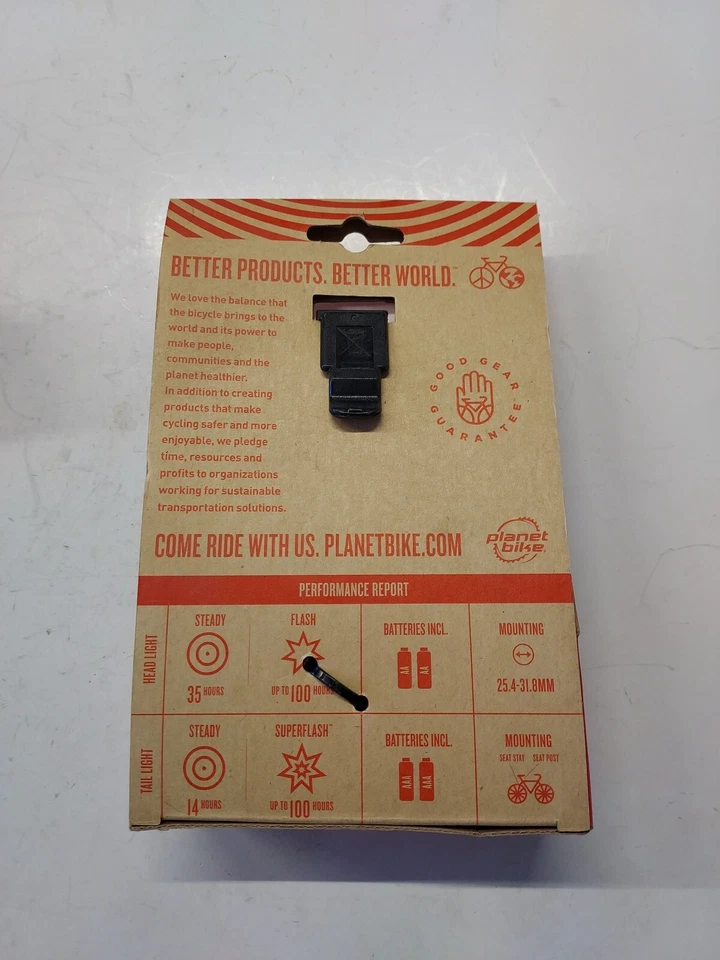 BETTER PRODUCTS. BETTER WORLD.™
We love the balance that
the bicycle brings to the
world and its power to
make people,
communities and the
planet healthier.
In addition to creating
products that make
cycling safer and more
enjoyable, we pledge
time, resources and
profits to organizations
working for sustainable
transportation solutions.
GOOD GEAR
GUARANTEE™
COME RIDE WITH US. PLANETBIKE.COM
planet
bike
PERFORMANCE REPORT
HEAD LIGHT
STEADY
35 HOURS
FLASH
UP TO 100 HOURS
BATTERIES INCL.
AA AA
MOUNTING
25.4-31.8MM
TAIL LIGHT
STEADY
14 HOURS
SUPERFLASH™
UP TO 100 HOURS
BATTERIES INCL.
AAA AAA
MOUNTING
SEAT STAY SEAT POST